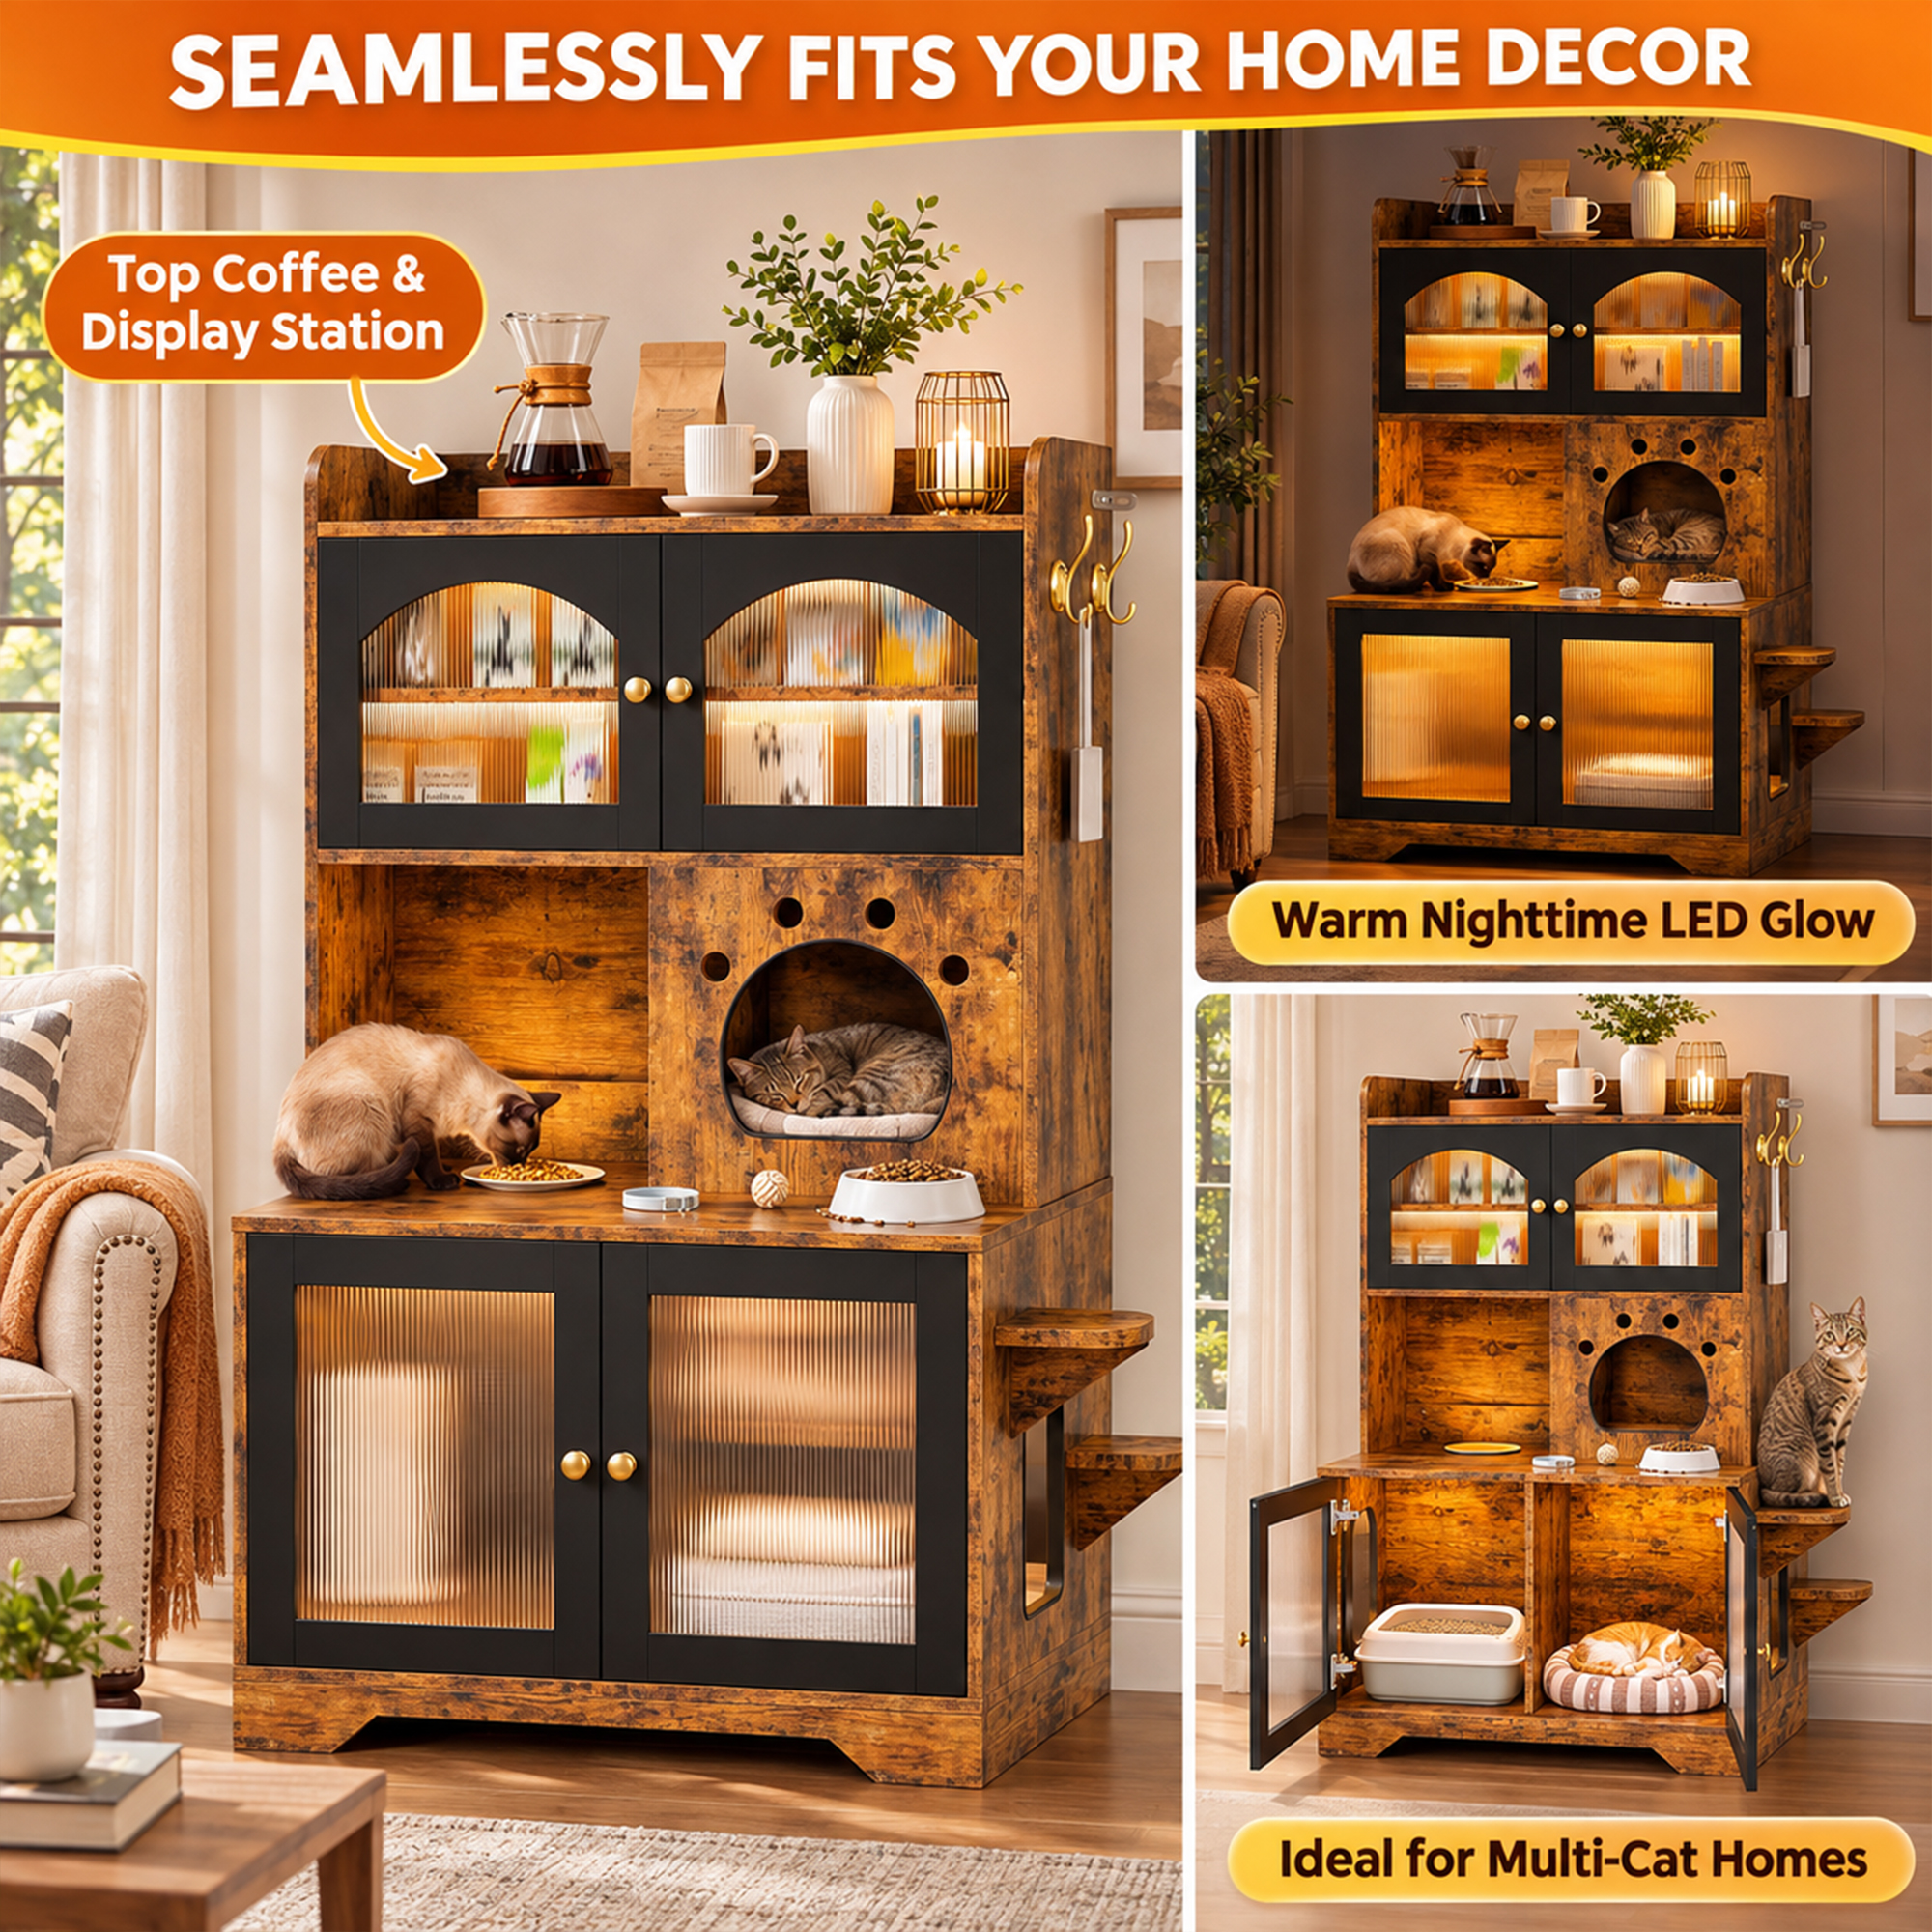 SEAMLESSLY FITS YOUR HOME DECOR
Top Coffee &
Display Station
Warm Nighttime LED Glow
Ideal for Multi-Cat Homes